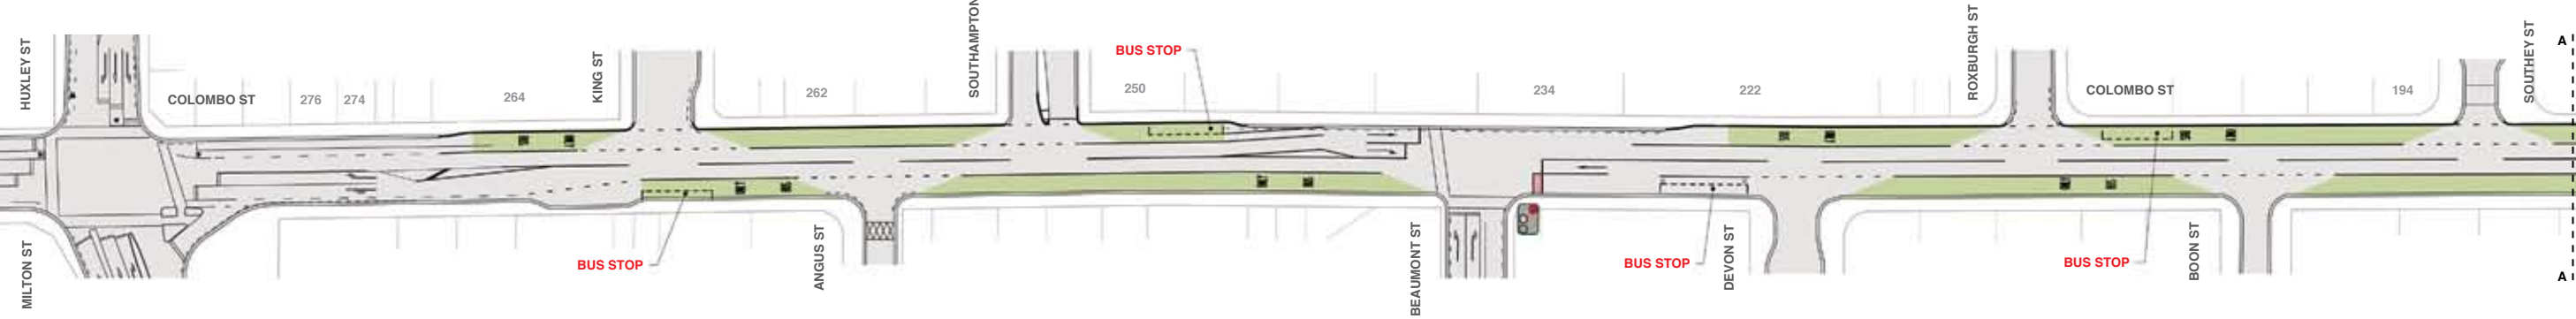 HUXLEY ST
COLOMBO ST
276
274
264
KING ST
262
SOUTHAMPTON
BUS STOP
250
234
222
ROXBURGH ST
COLOMBO ST
194
SOUTHEY ST
A
MILTON ST
BUS STOP
ANGUS ST
BEAUMONT ST
BUS STOP
DEVON ST
BUS STOP
BOON ST
A